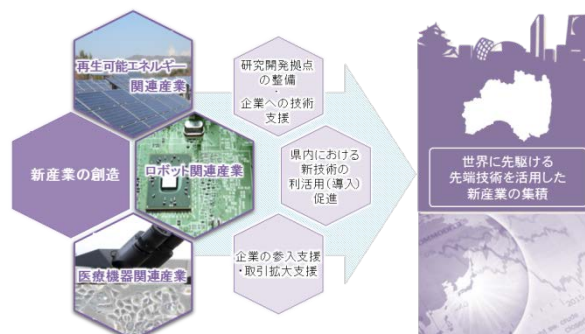 再生可能エネルギー
関連産業
新産業の創造
ロボット関連産業
医療機器関連産業
研究開発拠点
の整備
・
企業への技術
支援
県内における
新技術の
利活用(導入)
促進
企業の参入支援
・取引拡大支援
世界に先駆ける
先端技術を活用した
新産業の集積